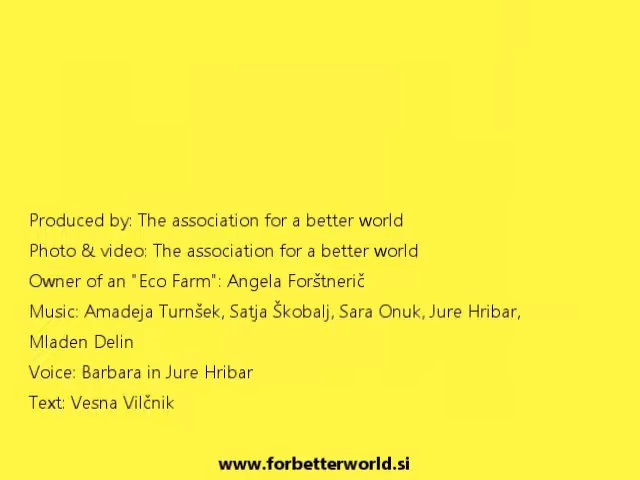 Produced by: The association for a better world
Photo & video: The association for a better world
Owner of an "Eco Farm": Angela Forštnerič
Music: Amadeja Turnšek, Satja Škobalj, Sara Onuk, Jure Hribar,
Mladen Delin
Voice: Barbara in Jure Hribar
Text: Vesna Vilčnik
www.forbetterworld.si